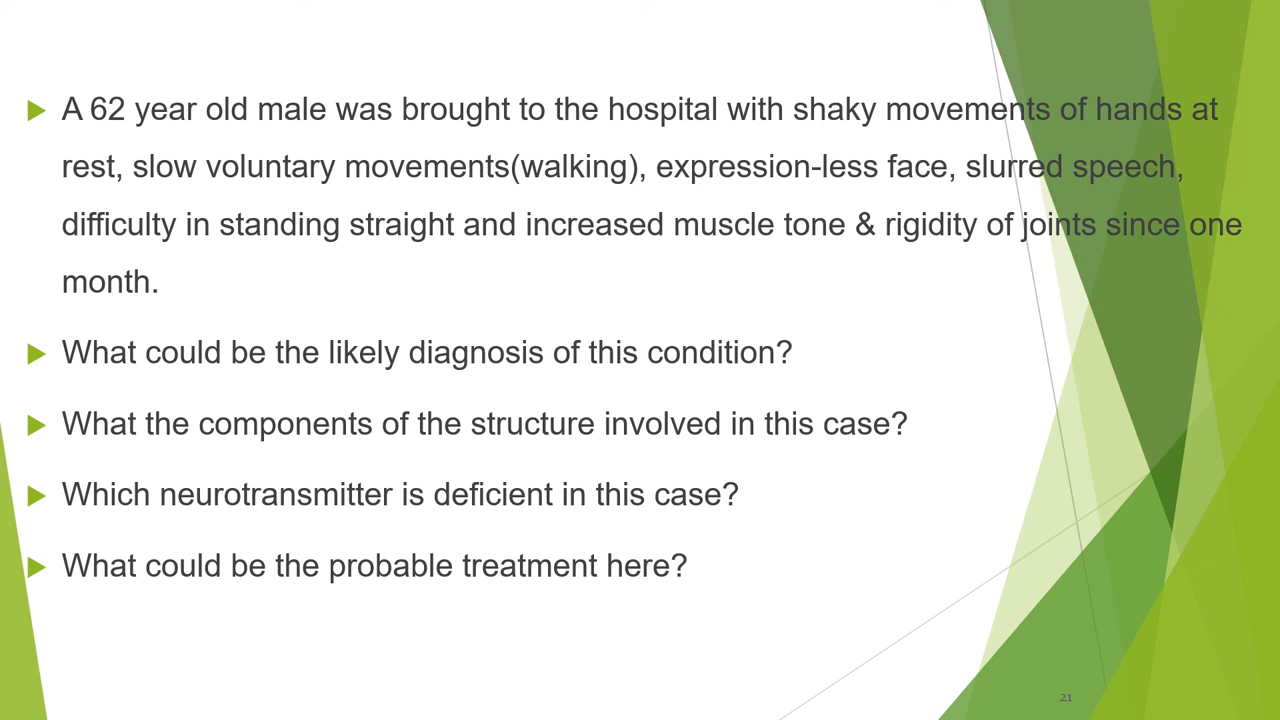 A 62 year old male was brought to the hospital with shaky movements of hands at
rest, slow voluntary movements(walking), expression-less face, slurred speech,
difficulty in standing straight and increased muscle tone & rigidity of joints since one
month.
What could be the likely diagnosis of this condition?
What the components of the structure involved in this case?
Which neurotransmitter is deficient in this case?
What could be the probable treatment here?
21